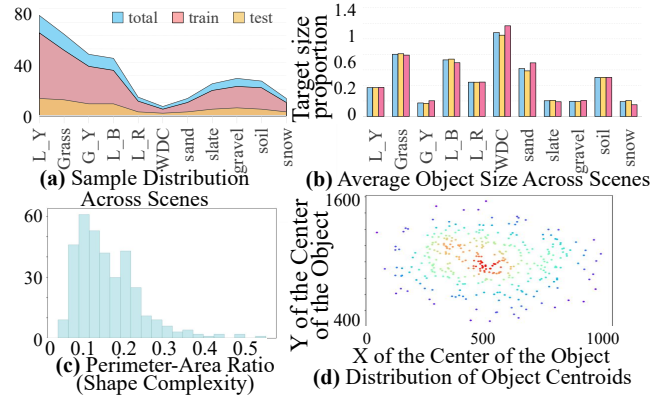 80
40
0
total train test
L_Y Grass G_Y L_B L_R WDC sand slate gravel soil snow
(a) Sample Distribution
Across Scenes
Target size
proportion
1.4
1.2
0.6
0.2
0
L_Y Grass G_Y L_B L_R WDC sand slate gravel soil snow
(b) Average Object Size Across Scenes
60
30
0
0 0.1 0.2 0.4 0.5
(c) Perimeter-Area Ratio
(Shape Complexity)
Y of the Center
of the Object
1600
400
0 500 1000
X of the Center of the Object
(d) Distribution of Object Centroids